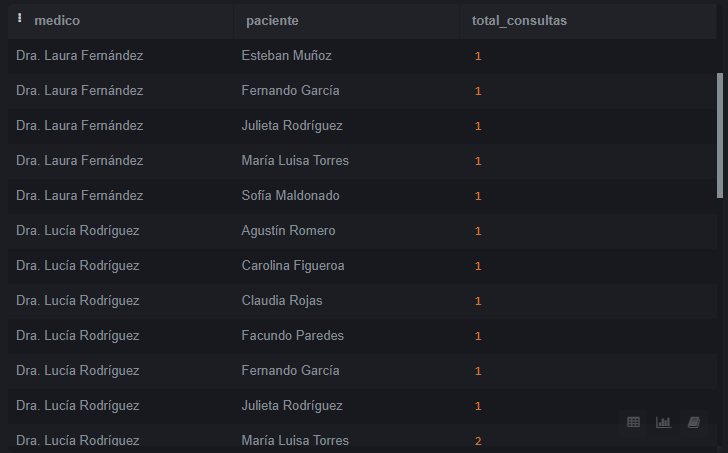 medico paciente total_consultas
Dra. Laura Fernández Esteban Muñoz 1
Dra. Laura Fernández Fernando García 1
Dra. Laura Fernández Julieta Rodríguez 1
Dra. Laura Fernández María Luisa Torres 1
Dra. Laura Fernández Sofía Maldonado 1
Dra. Lucía Rodríguez Agustín Romero 1
Dra. Lucía Rodríguez Carolina Figueroa 1
Dra. Lucía Rodríguez Claudia Rojas 1
Dra. Lucía Rodríguez Facundo Paredes 1
Dra. Lucía Rodríguez Fernando García 1
Dra. Lucía Rodríguez Julieta Rodríguez 1
Dra. Lucía Rodríguez María Luisa Torres 2